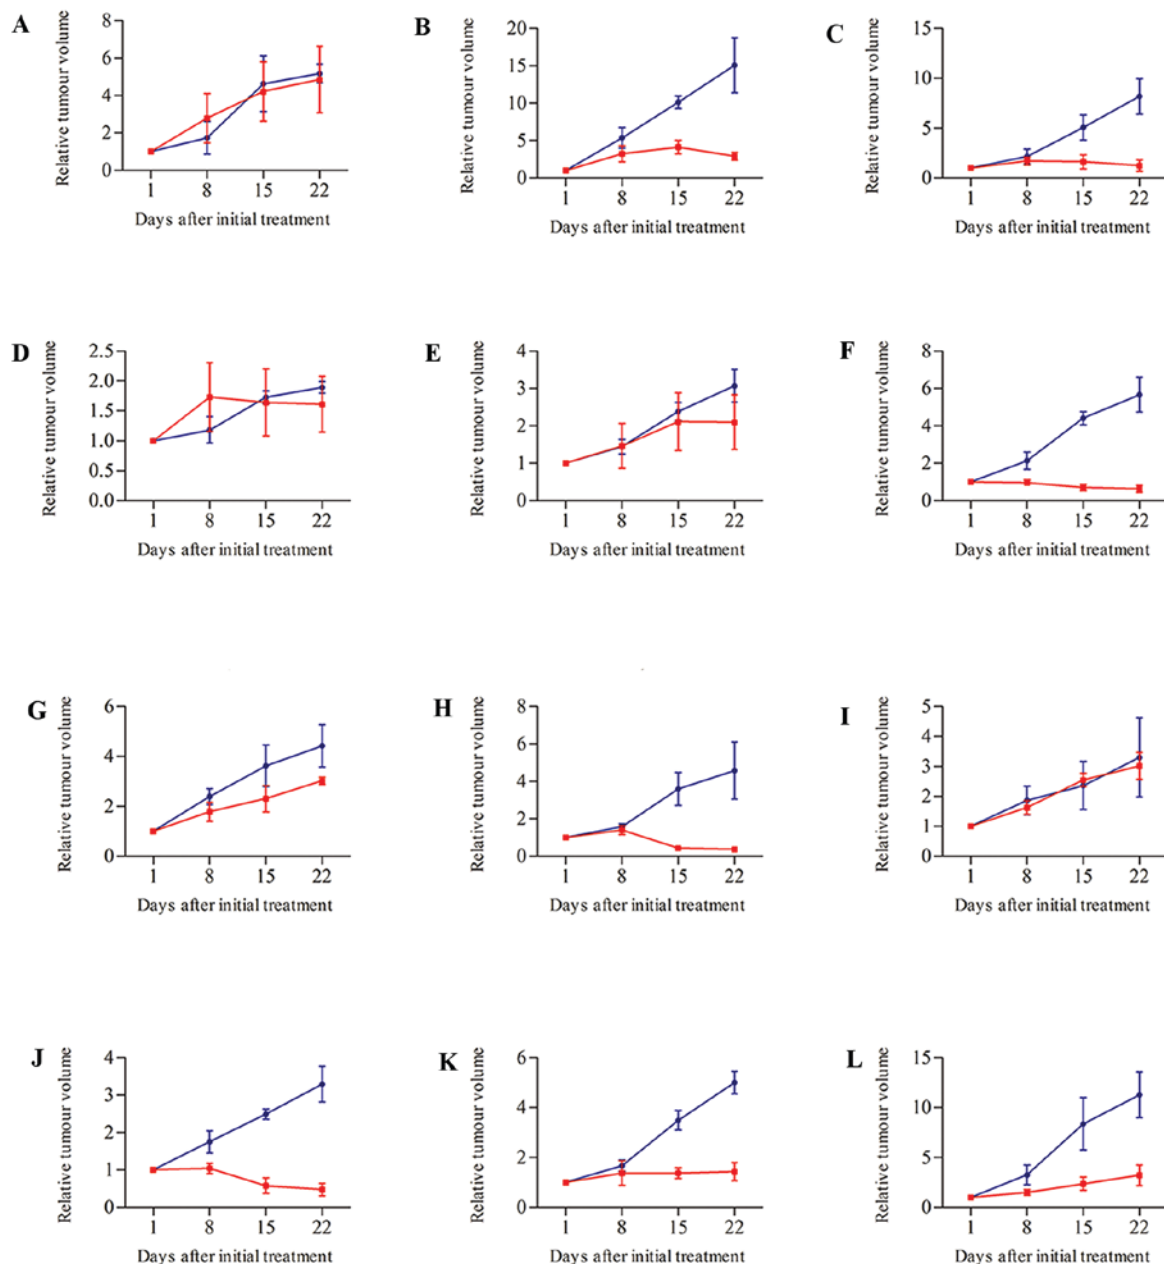 A
Relative tumour volume
8
6
4
2
0
1 8 15 22
Days after initial treatment
B
Relative tumour volume
20
15
10
5
0
1 8 15 22
Days after initial treatment
C
Relative tumour volume
15
10
5
0
1 8 15 22
Days after initial treatment
D
Relative tumour volume
2.5
2.0
1.5
1.0
0.5
0.0
1 8 15 22
Days after initial treatment
E
Relative tumour volume
4
3
2
1
0
1 8 15 22
Days after initial treatment
F
Relative tumour volume
8
6
4
2
0
1 8 15 22
Days after initial treatment
G
Relative tumour volume
6
4
2
0
1 8 15 22
Days after initial treatment
H
Relative tumour volume
8
6
4
2
0
1 8 15 22
Days after initial treatment
I
Relative tumour volume
5
4
3
2
1
0
1 8 15 22
Days after initial treatment
J
Relative tumour volume
4
3
2
1
0
1 8 15 22
Days after initial treatment
K
Relative tumour volume
6
4
2
0
1 8 15 22
Days after initial treatment
L
Relative tumour volume
15
10
5
0
1 8 15 22
Days after initial treatment